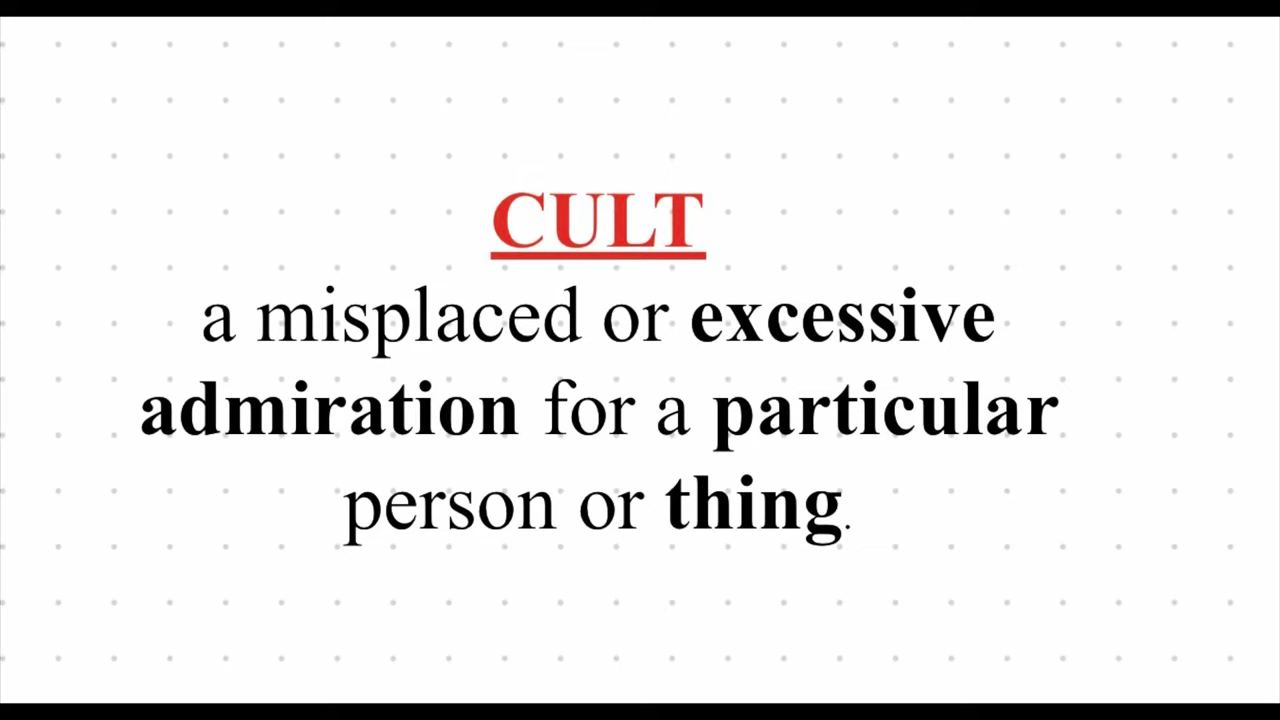 CULT
a misplaced or excessive
admiration for a particular
person or thing.